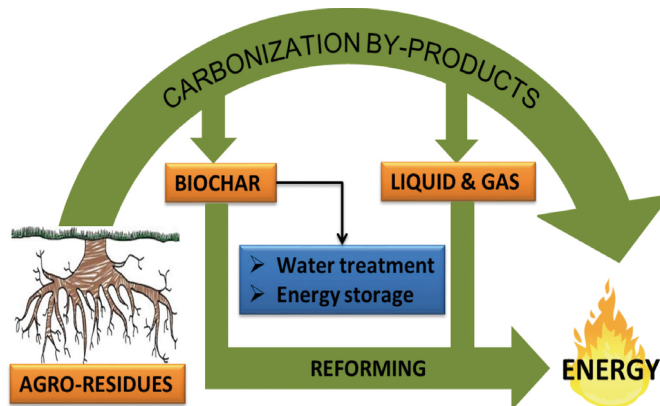 CARBONIZATION BY-PRODUCTS
BIOCHAR
LIQUID & GAS
➢ Water treatment
➢ Energy storage
REFORMING
ENERGY
AGRO-RESIDUES